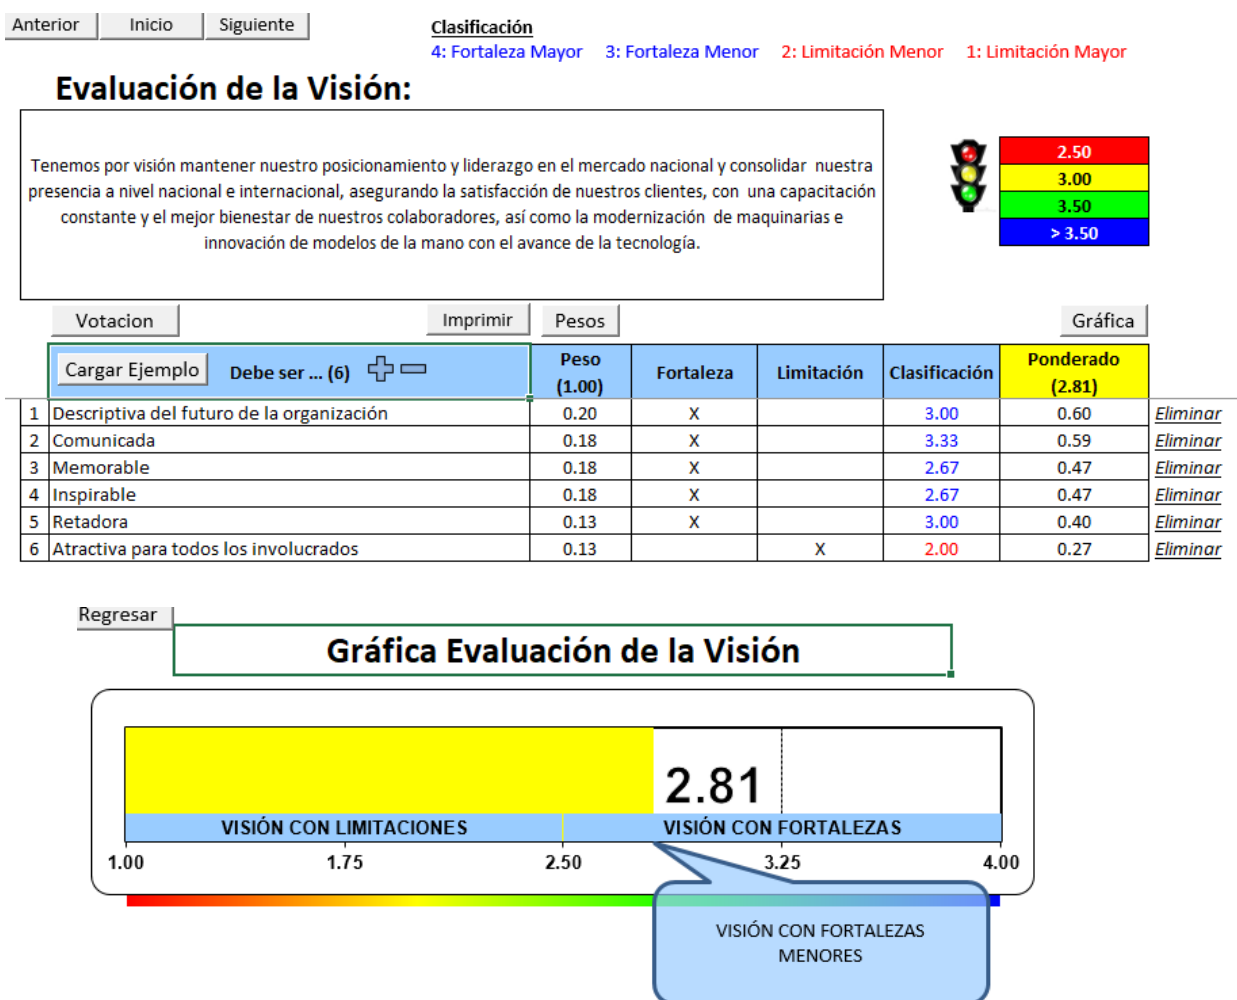 Anterior Inicio Siguiente
Clasificación
4: Fortaleza Mayor 3: Fortaleza Menor 2: Limitación Menor 1: Limitación Mayor
Evaluación de la Visión:
Tenemos por visión mantener nuestro posicionamiento y liderazgo en el mercado nacional y consolidar nuestra
presencia a nivel nacional e internacional, asegurando la satisfacción de nuestros clientes, con una capacitación
constante y el mejor bienestar de nuestros colaboradores, así como la modernización de maquinarias e
innovación de modelos de la mano con el avance de la tecnología.
2.50
3.00
3.50
> 3.50
Votacion Imprimir Pesos Gráfica
Cargar Ejemplo Debe ser ... (6) Peso (1.00) Fortaleza Limitación Clasificación Ponderado (2.81)
1 Descriptiva del futuro de la organización 0.20 X 3.00 0.60 Eliminar
2 Comunicada 0.18 X 3.33 0.59 Eliminar
3 Memorable 0.18 X 2.67 0.47 Eliminar
4 Inspirable 0.18 X 2.67 0.47 Eliminar
5 Retadora 0.13 X 3.00 0.40 Eliminar
6 Atractiva para todos los involucrados 0.13 X 2.00 0.27 Eliminar
Regresar
Gráfica Evaluación de la Visión
2.81
VISIÓN CON LIMITACIONES VISIÓN CON FORTALEZAS
1.00 1.75 2.50 3.25 4.00
VISIÓN CON FORTALEZAS
MENORES